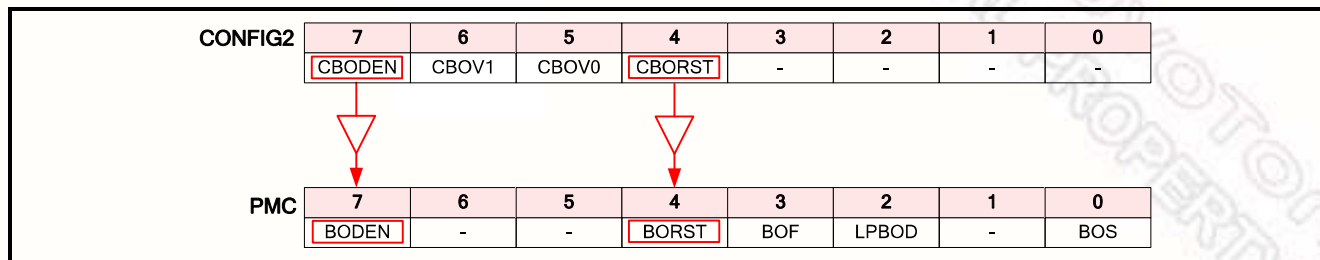 CONFIG2 7 6 5 4 3 2 1 0
CBODEN CBOV1 CBOV0 CBORST - - - -
PMC 7 6 5 4 3 2 1 0
BODEN - - BORST BOF LPBOD - BOS